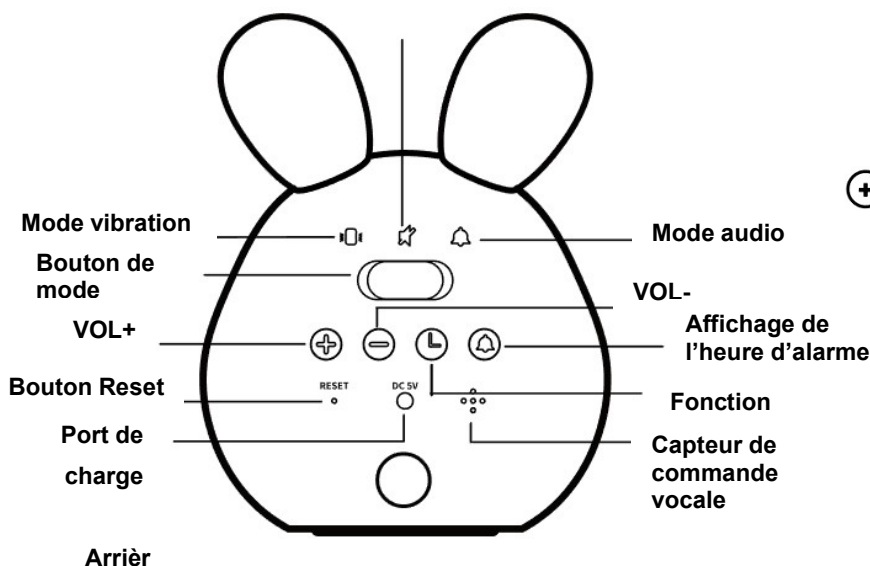 Mode vibration
Mode audio
Bouton de
mode
VOL-
VOL+
Affichage de
l'heure d'alarme
Bouton Reset
RESET
DC 5V
Fonction
Port de
charge
Capteur de
commande
vocale
Arrièr